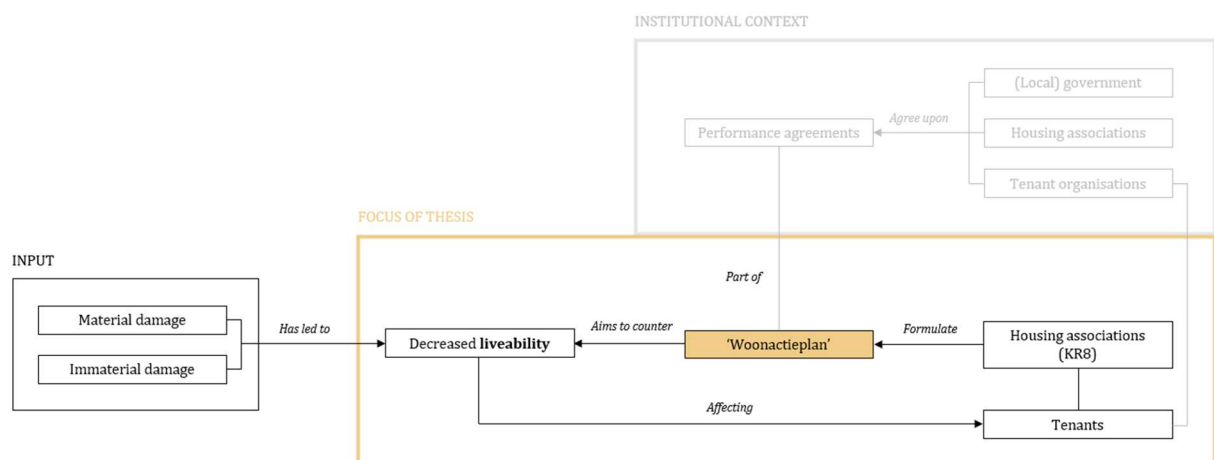 INSTITUTIONAL CONTEXT
(Local) government
Agree upon
Performance agreements
Housing associations
Tenant organisations
FOCUS OF THESIS
INPUT
Part of
Material damage
Has led to
Aims to counter
Formulate
Decreased liveability
‘Woonactieplan’
Housing associations
(KR8)
Immaterial damage
Affecting
Tenants